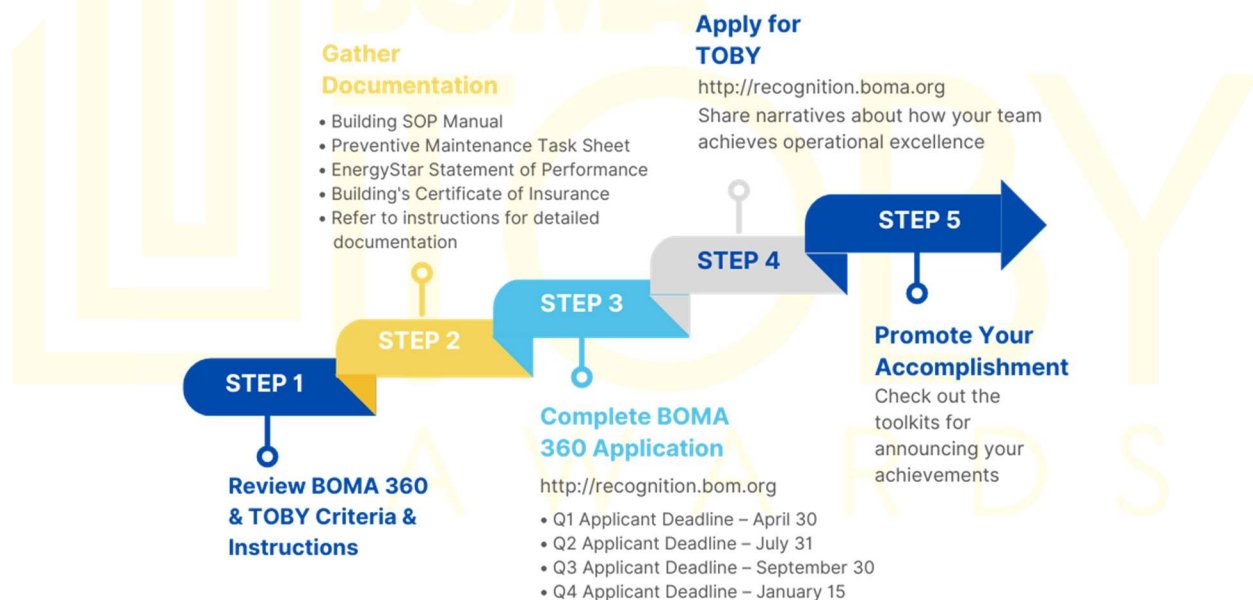 BOMA
TOBY
AWARDS
Apply for
TOBY
http://recognition.boma.org
Share narratives about how your team
achieves operational excellence
Gather
Documentation
• Building SOP Manual
• Preventive Maintenance Task Sheet
• EnergyStar Statement of Performance
• Building's Certificate of Insurance
• Refer to instructions for detailed
documentation
STEP 5
STEP 4
STEP 3
STEP 2
STEP 1
Promote Your
Accomplishment
Check out the
toolkits for
announcing your
achievements
Complete BOMA
360 Application
http://recognition.bom.org
• Q1 Applicant Deadline – April 30
• Q2 Applicant Deadline – July 31
• Q3 Applicant Deadline – September 30
• Q4 Applicant Deadline – January 15
Review BOMA 360
& TOBY Criteria &
Instructions